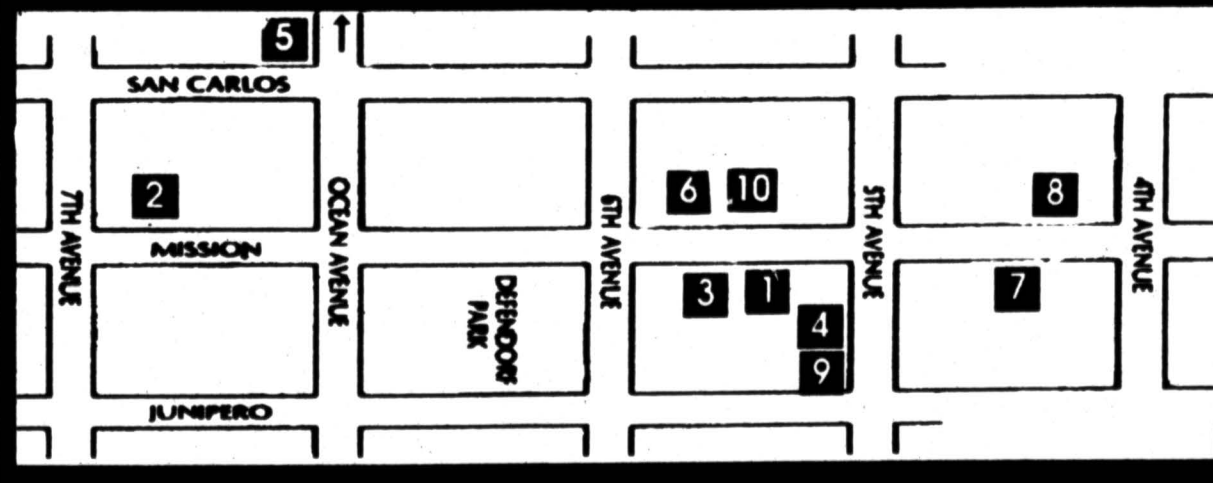 5
SAN CARLOS
2
6
10
8
7TH AVENUE
OCEAN AVENUE
6TH AVENUE
5TH AVENUE
4TH AVENUE
MISSION
3
1
7
4
9
DEFENDORF
PARK
JUNIPERO